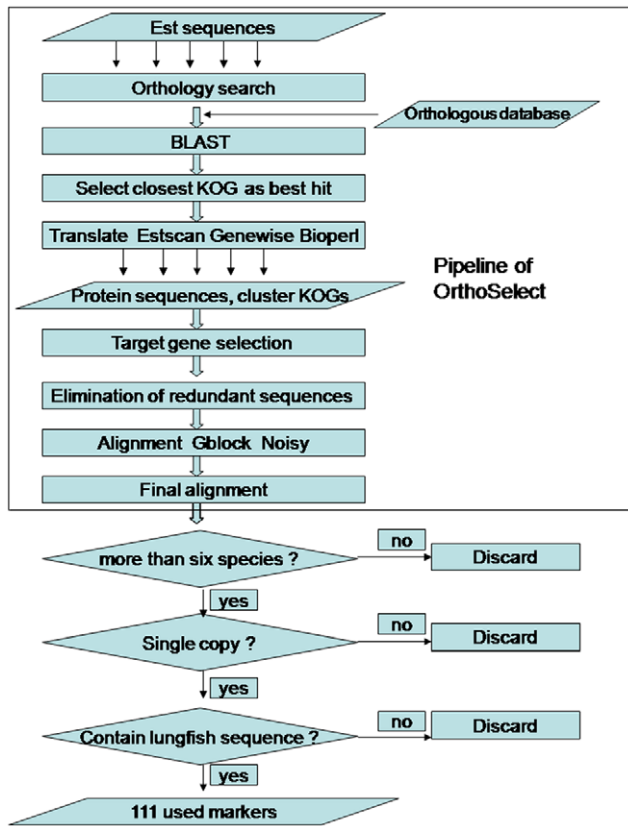 Est sequences
Orthology search
Orthologous database
BLAST
Select closest KOG as best hit
Translate Estscan Genewise Bioperl
Protein sequences, cluster KOGs
Pipeline of
OrthoSelect
Target gene selection
Elimination of redundant sequences
Alignment Gblock Noisy
Final alignment
more than six species ?
no
Discard
yes
Single copy ?
no
Discard
yes
Contain lungfish sequence ?
no
Discard
yes
111 used markers